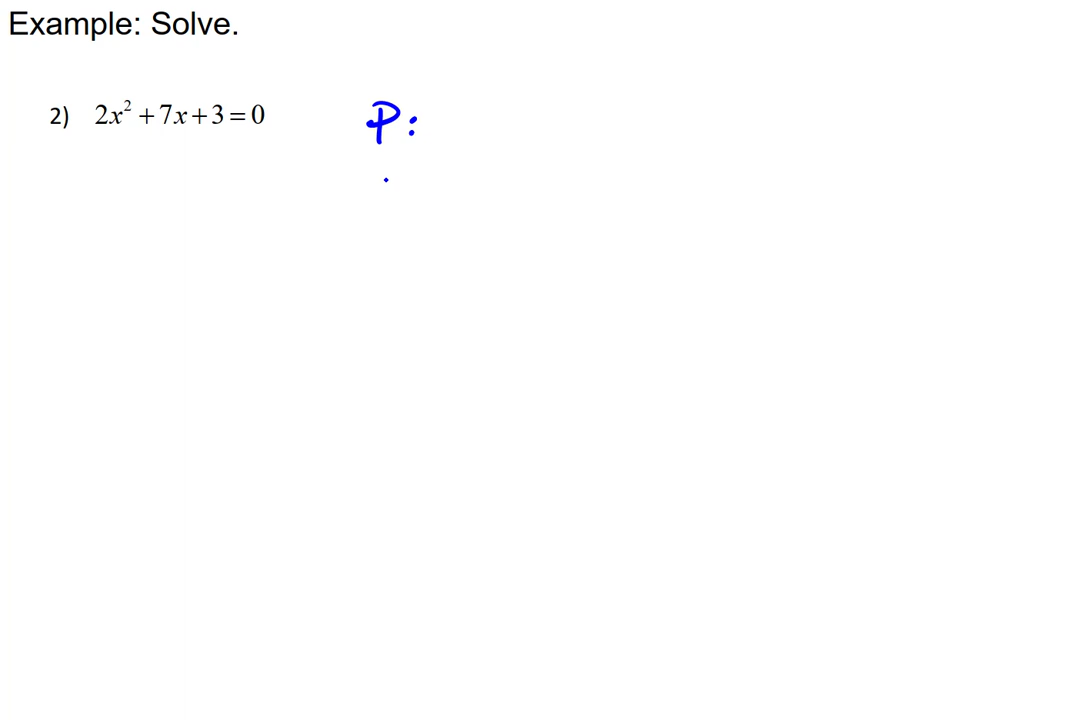 Example: Solve.
2) 2x² + 7x + 3 = 0 P: